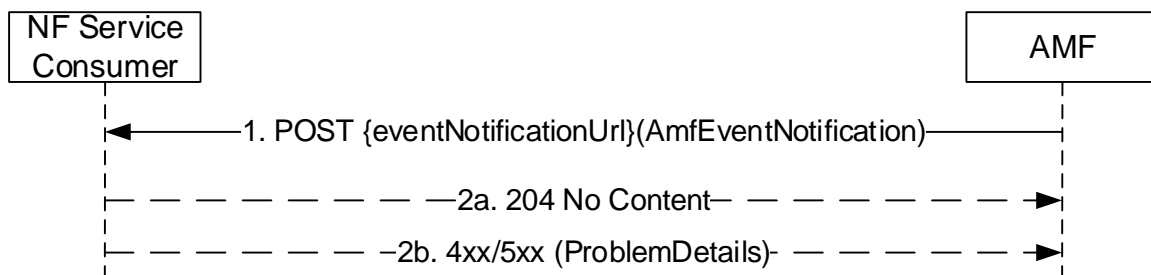 NF Service
Consumer
AMF
1. POST {eventNotificationUrl}(AmfEventNotification)
2a. 204 No Content
2b. 4xx/5xx (ProblemDetails)